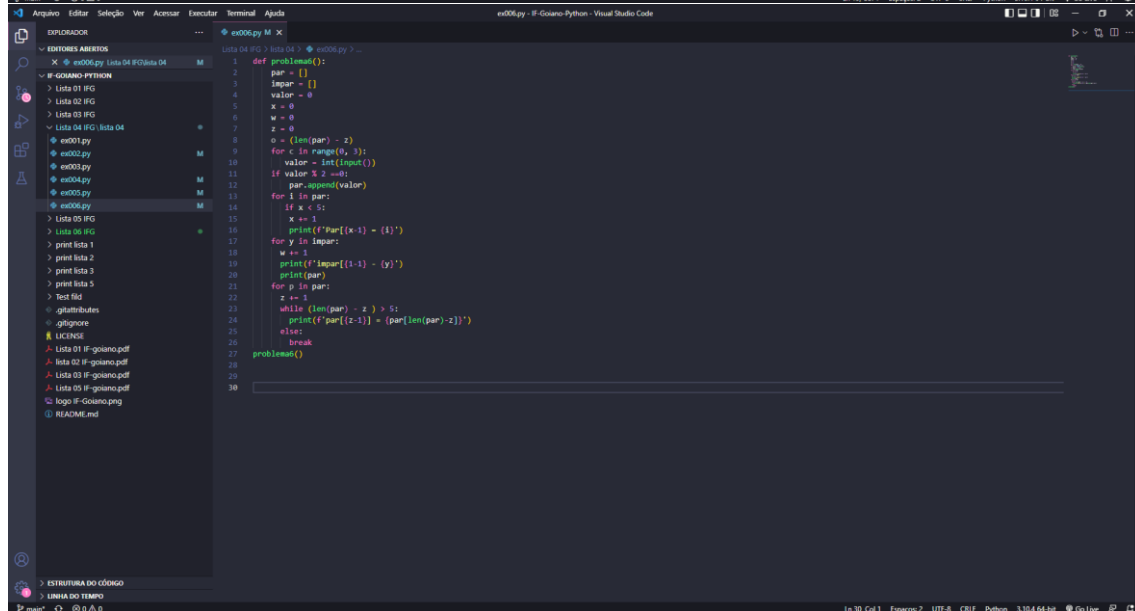 Arquivo Editar Seleção Ver Acessar Executar Terminal Ajuda
ex006.py - IF-Goiano-Python - Visual Studio Code
EXPLORADOR
EDITORES ABERTOS
ex006.py Lista 04 IFG\lista 04 M
IF-GOIANO-PYTHON
Lista 01 IFG
Lista 02 IFG
Lista 03 IFG
Lista 04 IFG \ lista 04
ex001.py
ex002.py M
ex003.py
ex004.py M
ex005.py M
ex006.py M
Lista 05 IFG
Lista 06 IFG
print lista 1
print lista 2
print lista 3
print lista 5
Test fild
.gitattributes
.gitignore
LICENSE
Lista 01 IF-goiano.pdf
lista 02 IF-goiano.pdf
Lista 03 IF-goiano.pdf
Lista 05 IF-goiano.pdf
logo IF-Goiano.png
README.md
ESTRUTURA DO CÓDIGO
LINHA DO TEMPO
ex006.py M X
Lista 04 IFG > lista 04 > ex006.py > ...
1 def problema6():
2 par = []
3 impar = []
4 valor = 0
5 x = 0
6 w = 0
7 z = 0
8 o = (len(par) - z)
9 for c in range(0, 3):
10 valor = int(input())
11 if valor % 2 ==0:
12 par.append(valor)
13 for i in par:
14 if x < 5:
15 x += 1
16 print(f'Par[{x-1} = {i}')
17 for y in impar:
18 w += 1
19 print(f'impar[{1-1} - {y}')
20 print(par)
21 for p in par:
22 z += 1
23 while (len(par) - z ) > 5:
24 print(f'par[{z-1}] = {par[len(par)-z]}')
25 else:
26 break
27 problema6()
28
29
30
main*
0 0
Ln 30, Col 1 Espaços: 2 UTF-8 CRLF Python 3.10.4 64-bit Go Live